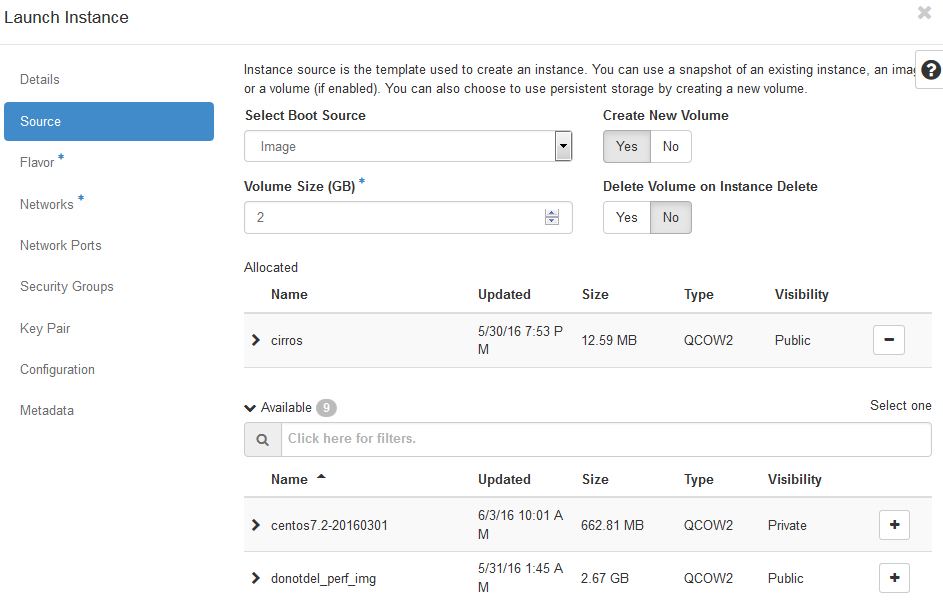 Launch Instance
Details
Source
Flavor *
Networks *
Network Ports
Security Groups
Key Pair
Configuration
Metadata
Instance source is the template used to create an instance. You can use a snapshot of an existing instance, an
or a volume (if enabled). You can also choose to use persistent storage by creating a new volume.
Select Boot Source
Create New Volume
Image
Yes No
Volume Size (GB) *
Delete Volume on Instance Delete
2
Yes No
Allocated
Name Updated Size Type Visibility
cirros 5/30/16 7:53 P 12.59 MB QCOW2 Public
M
Available 9
Select one
Click here for filters.
Name Updated Size Type Visibility
centos7.2-20160301 6/3/16 10:01 A 662.81 MB QCOW2 Private
M
donotdel_perf_img 5/31/16 1:45 A 2.67 GB QCOW2 Public
M